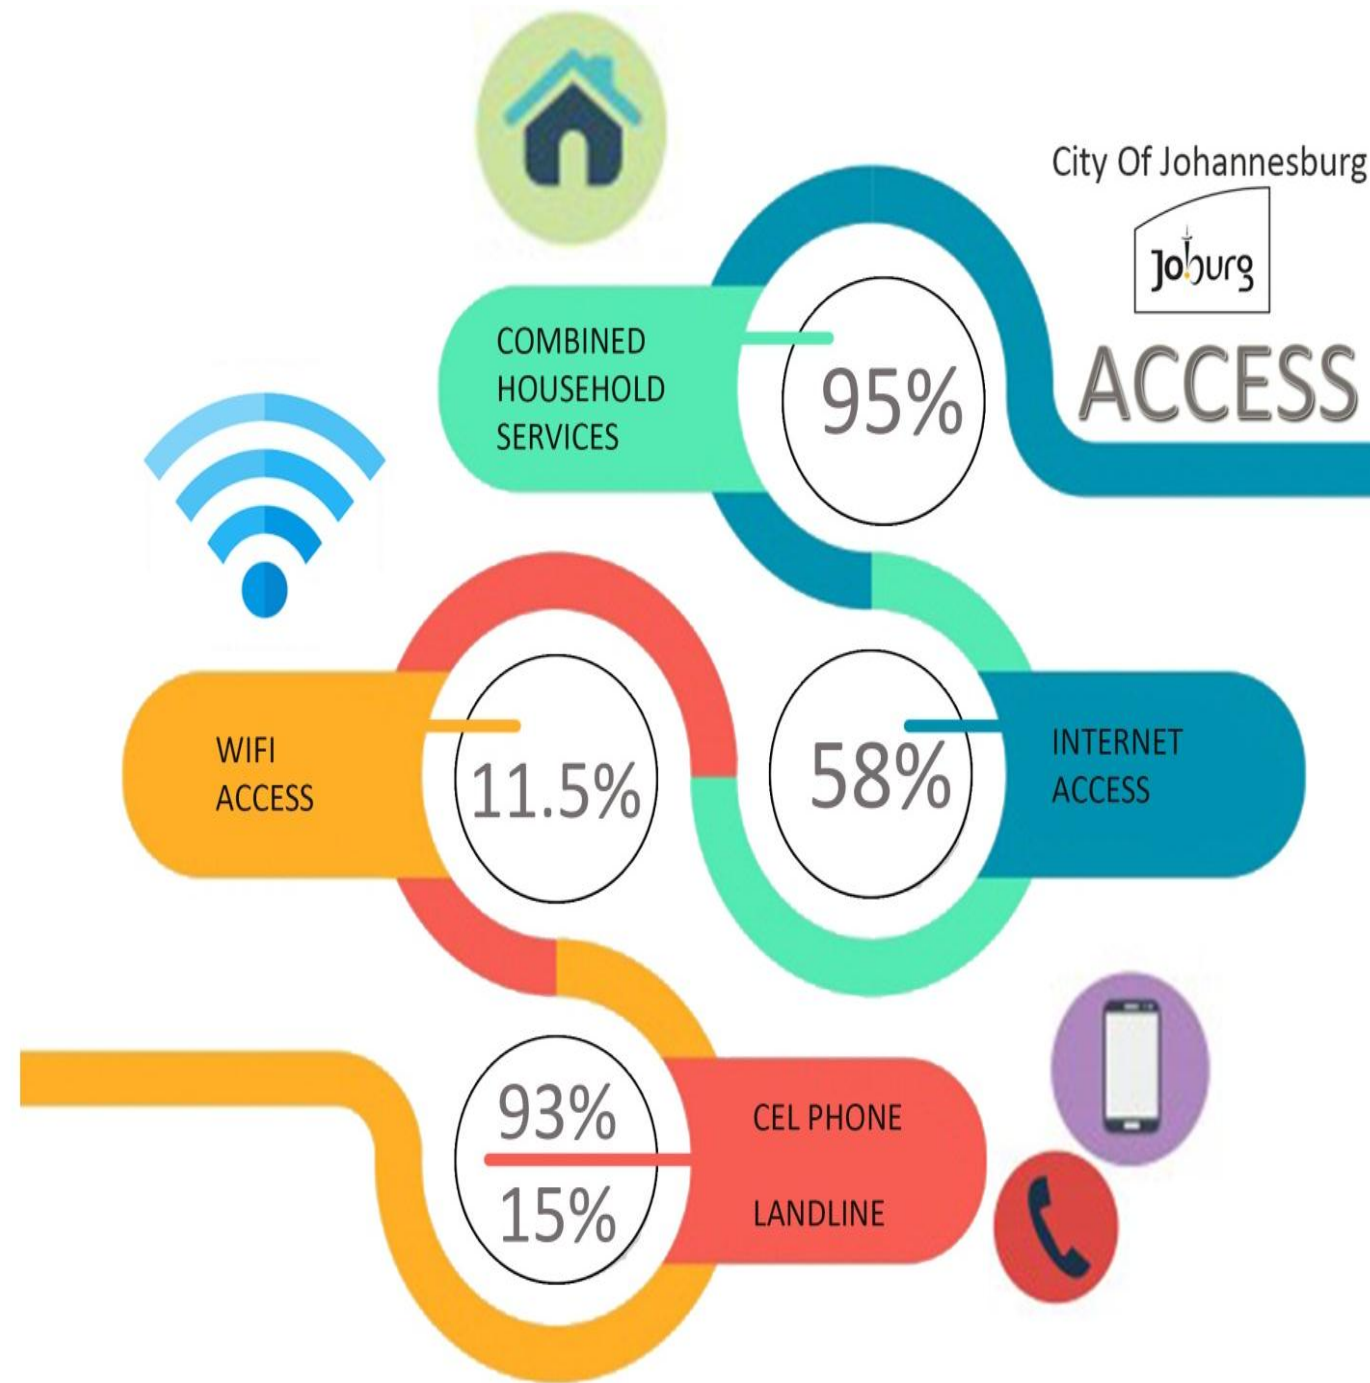 City Of Johannesburg
Joburg
ACCESS
COMBINED
HOUSEHOLD
SERVICES
95%
WIFI
ACCESS
11.5%
58%
INTERNET
ACCESS
93%
15%
CEL PHONE
LANDLINE